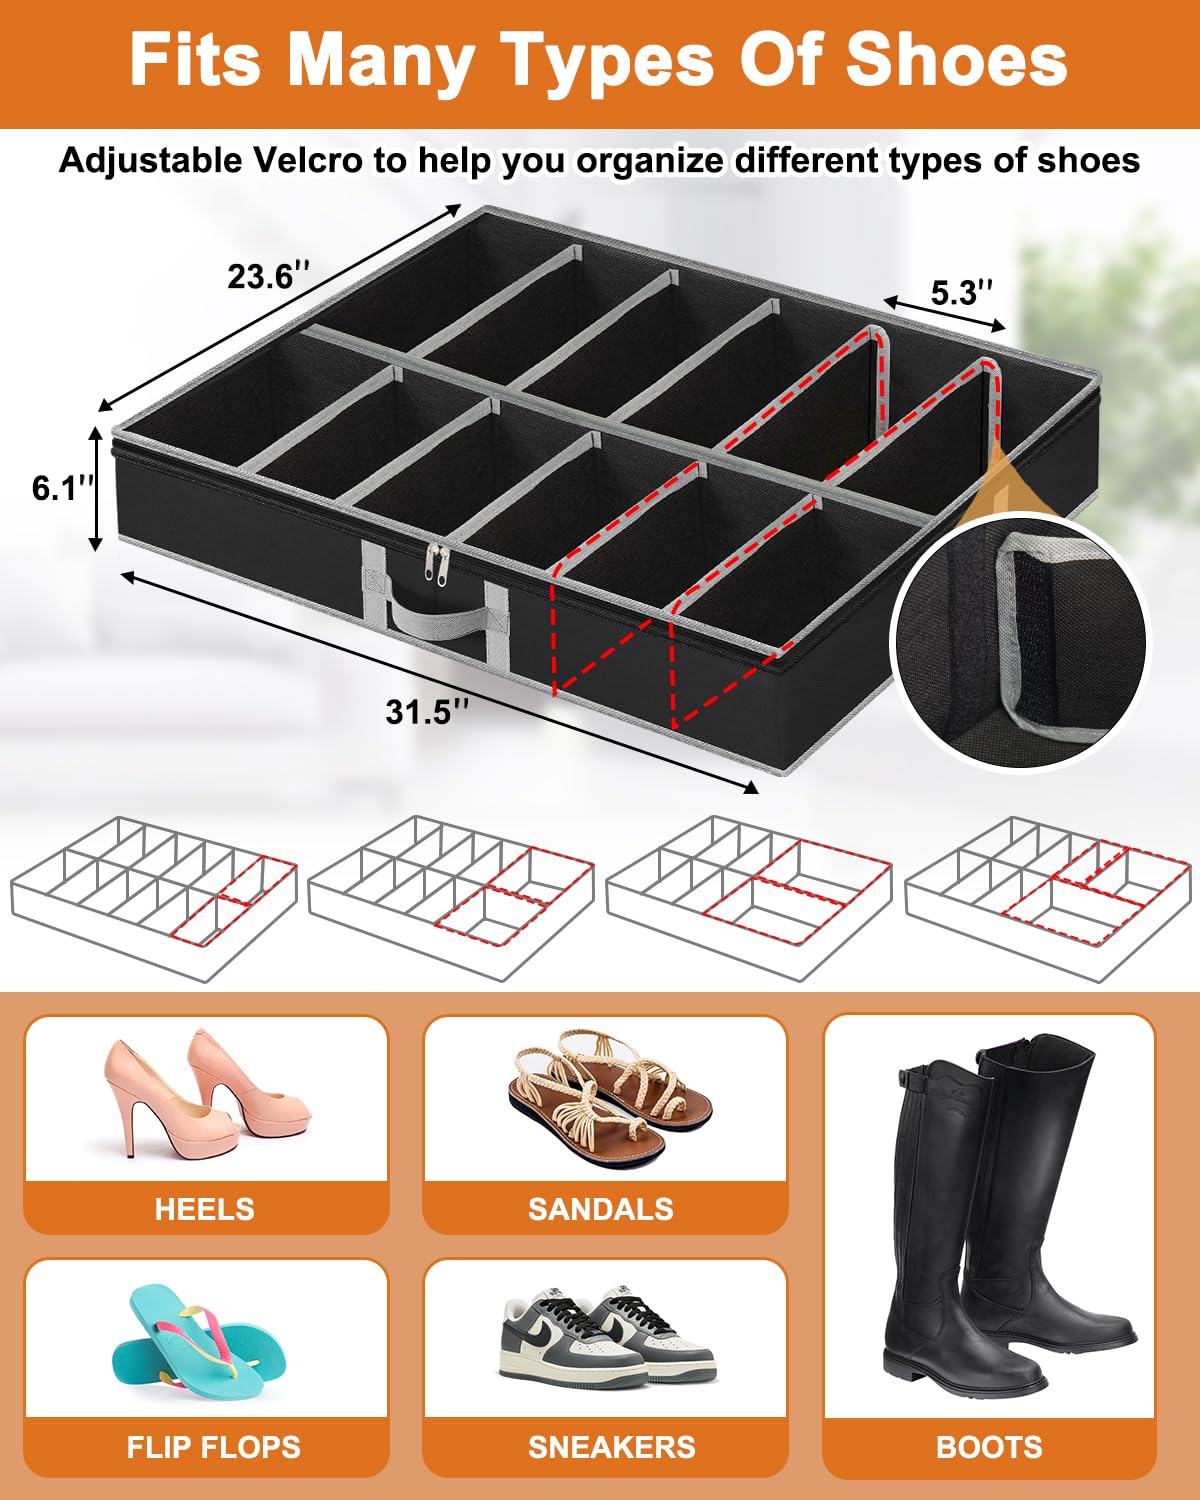 Fits Many Types Of Shoes
Adjustable Velcro to help you organize different types of shoes
23.6''
5.3''
6.1''
31.5''
HEELS
SANDALS
FLIP FLOPS
SNEAKERS
BOOTS